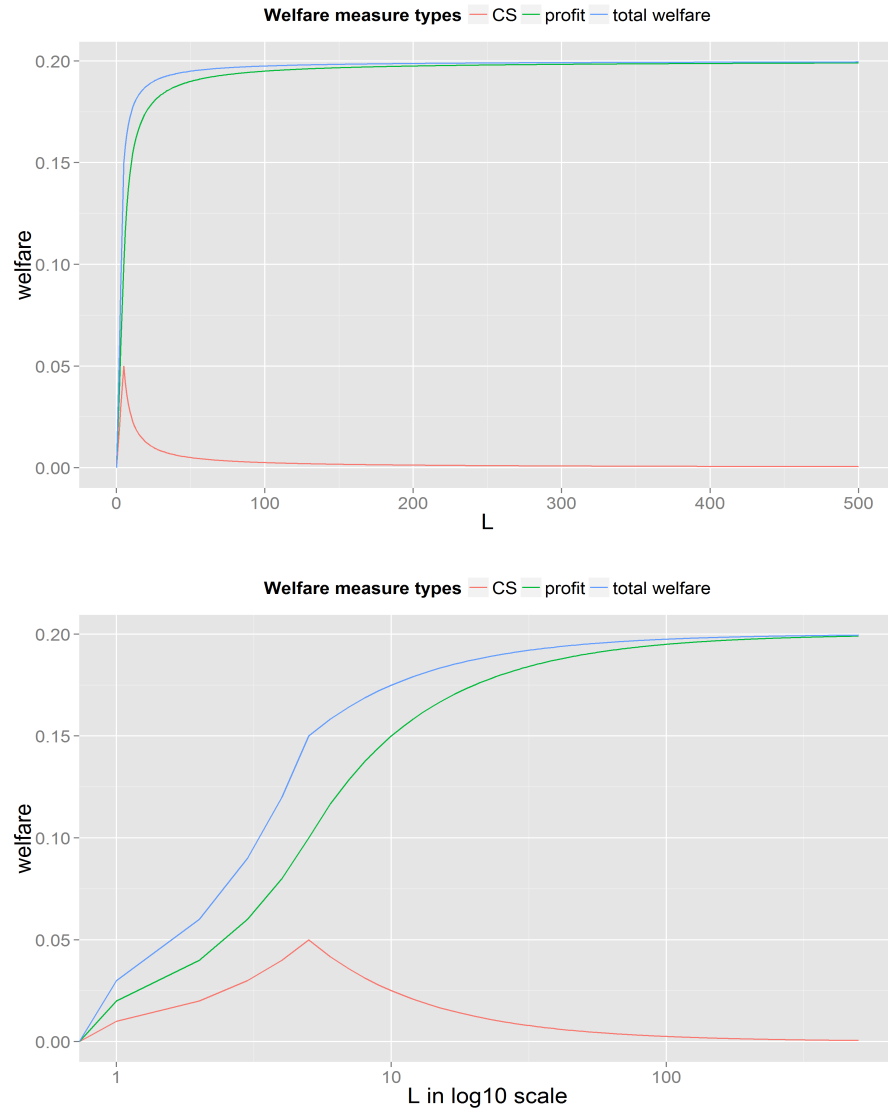 Welfare measure types CS profit total welfare
0.20
0.15
0.10
0.05
0.00
welfare
0 100 200 300 400 500
L
Welfare measure types CS profit total welfare
0.20
0.15
0.10
0.05
0.00
welfare
1 10 100
L in log10 scale